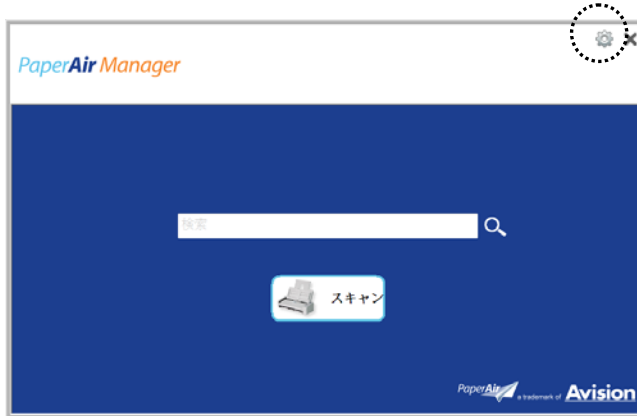 PaperAir Manager
検索
スキャン
PaperAir a trademark of Avision